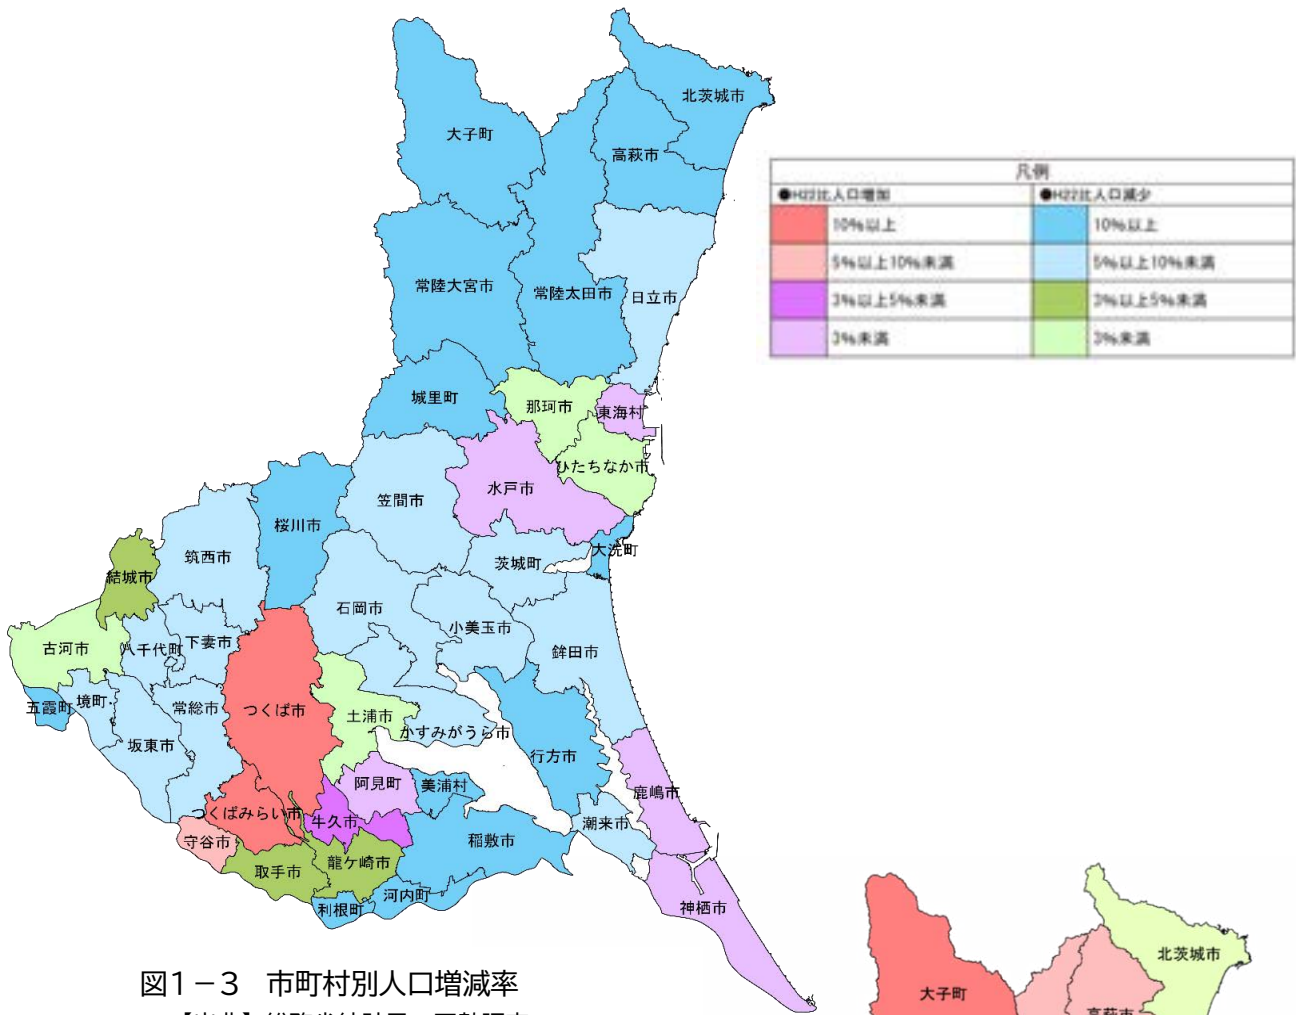 北茨城市
大子町
高萩市
凡例
●H22比人口増加 ●H22比人口減少
10%以上 10%以上
5%以上10%未満 5%以上10%未満
3%以上5%未満 3%以上5%未満
3%未満 3%未満
常陸大宮市 常陸太田市 日立市
城里町 那珂市 東海村
ひたちなか市
笠間市 水戸市
桜川市
筑西市 茨城町 大洗町
結城市
石岡市
古河市 八千代町 下妻市 小美玉市 鉾田市
五霞町 境町 常総市 つくば市 土浦市 かすみがうら市
坂東市 行方市
阿見町 美浦村 鹿嶋市
つくばみらい市 牛久市 潮来市
守谷市 稲敷市
取手市 龍ケ崎市
利根町 河内町 神栖市
図1-3 市町村別人口増減率
北茨城市
大子町
高萩市